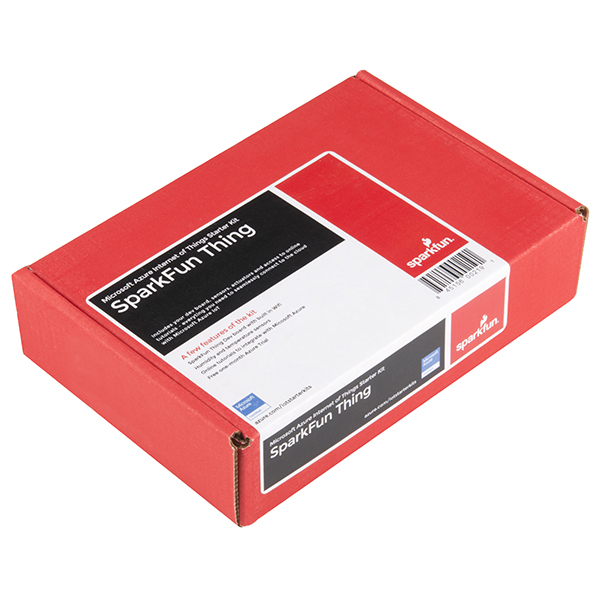 Microsoft Azure Internet of Things Starter Kit
SparkFun Thing
Includes your dev board, sensors, actuators and access to online
tutorials - everything you need to seamlessly connect to the cloud
with Microsoft Azure IoT
A few features of the kit
SparkFun Thing Dev board with built in WiFi
Humidity and temperature sensors
Online tutorials to integrate with Microsoft Azure
Free one-month Azure Trial
Microsoft
Azure
azure.com/iotstarterkits
sparkfun
Microsoft Azure Internet of Things Starter Kit
SparkFun Thing
azure.com/iotstarterkits
sparkfun